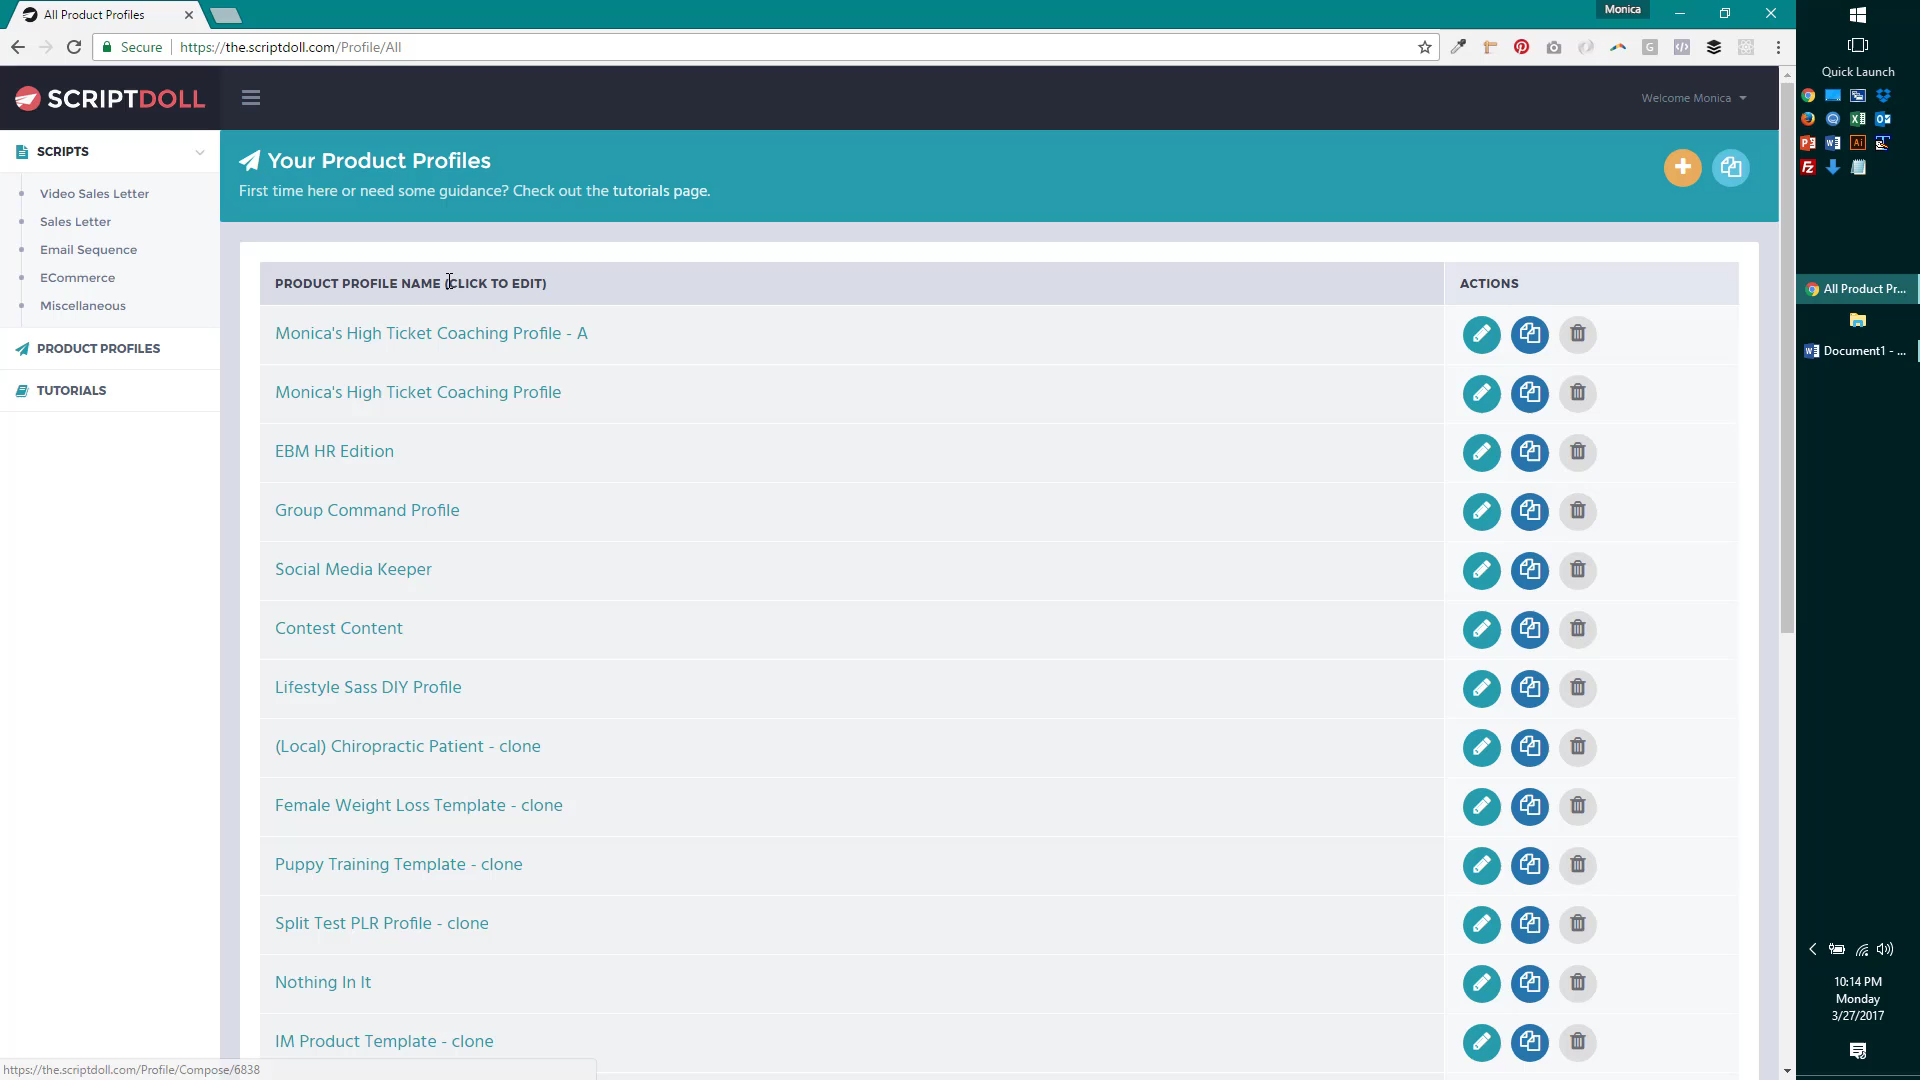 All Product Profiles
Monica
Secure
https://the.scriptdoll.com/Profile/All
Quick Launch
SCRIPTDOLL
Welcome Monica
SCRIPTS
Video Sales Letter
Sales Letter
Email Sequence
ECommerce
Miscellaneous
PRODUCT PROFILES
TUTORIALS
Your Product Profiles
First time here or need some guidance? Check out the tutorials page.
PRODUCT PROFILE NAME (CLICK TO EDIT)
ACTIONS
Monica's High Ticket Coaching Profile - A
Monica's High Ticket Coaching Profile
EBM HR Edition
Group Command Profile
Social Media Keeper
Contest Content
Lifestyle Sass DIY Profile
(Local) Chiropractic Patient - clone
Female Weight Loss Template - clone
Puppy Training Template - clone
Split Test PLR Profile - clone
Nothing In It
IM Product Template - clone
https://the.scriptdoll.com/Profile/Compose/6838
All Product Pr...
Document1 - ...
10:14 PM
Monday
3/27/2017